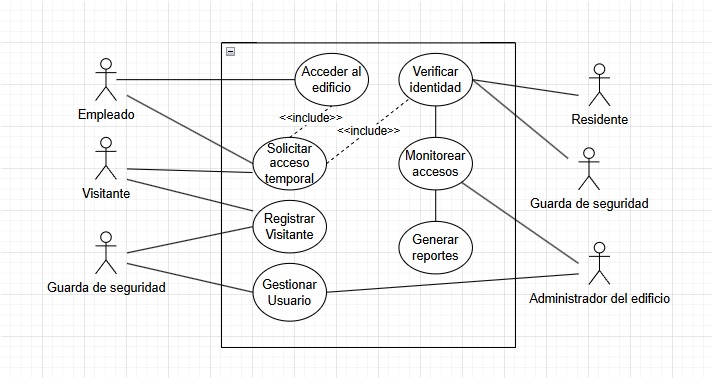 Acceder al
edificio
Verificar
identidad
Empleado
<<include>>
<<include>>
Residente
Solicitar
acceso
temporal
Monitorear
accesos
Visitante
Guarda de seguridad
Registrar
Visitante
Generar
reportes
Guarda de seguridad
Gestionar
Usuario
Administrador del edificio